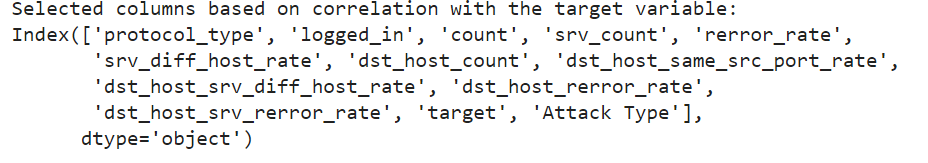 Selected columns based on correlation with the target variable:
Index(['protocol_type', 'logged_in', 'count', 'srv_count', 'rerror_rate',
'srv_diff_host_rate', 'dst_host_count', 'dst_host_same_src_port_rate',
'dst_host_srv_diff_host_rate', 'dst_host_rerror_rate',
'dst_host_srv_rerror_rate', 'target', 'Attack Type'],
dtype='object')